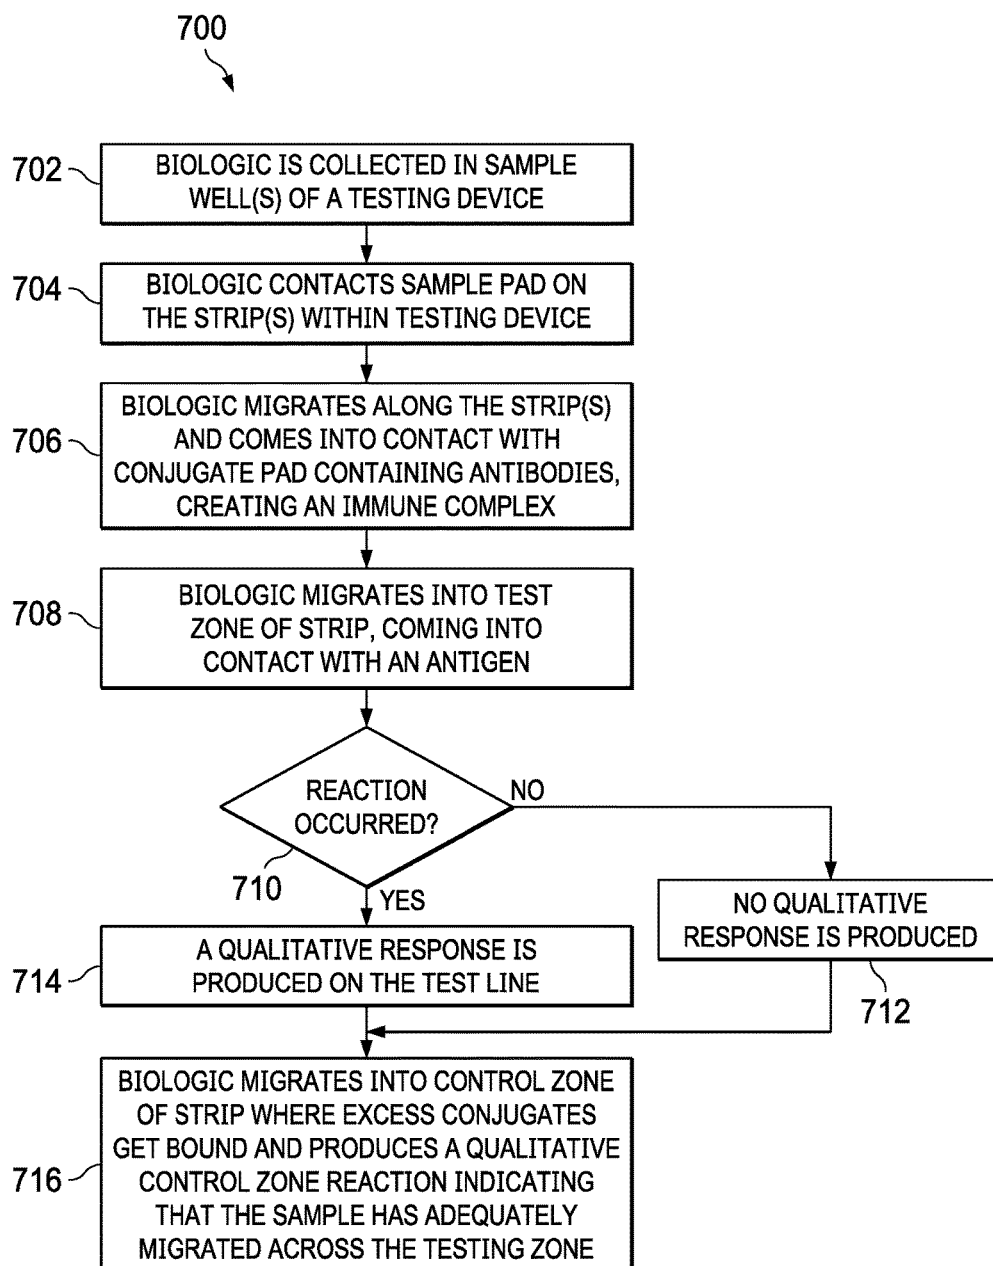 700
702
BIOLOGIC IS COLLECTED IN SAMPLE
WELL(S) OF A TESTING DEVICE
704
BIOLOGIC CONTACTS SAMPLE PAD ON
THE STRIP(S) WITHIN TESTING DEVICE
706
BIOLOGIC MIGRATES ALONG THE STRIP(S)
AND COMES INTO CONTACT WITH
CONJUGATE PAD CONTAINING ANTIBODIES,
CREATING AN IMMUNE COMPLEX
708
BIOLOGIC MIGRATES INTO TEST
ZONE OF STRIP, COMING INTO
CONTACT WITH AN ANTIGEN
REACTION
OCCURRED?
710
NO
YES
NO QUALITATIVE
RESPONSE IS PRODUCED
712
714
A QUALITATIVE RESPONSE IS
PRODUCED ON THE TEST LINE
716
BIOLOGIC MIGRATES INTO CONTROL ZONE
OF STRIP WHERE EXCESS CONJUGATES
GET BOUND AND PRODUCES A QUALITATIVE
CONTROL ZONE REACTION INDICATING
THAT THE SAMPLE HAS ADEQUATELY
MIGRATED ACROSS THE TESTING ZONE